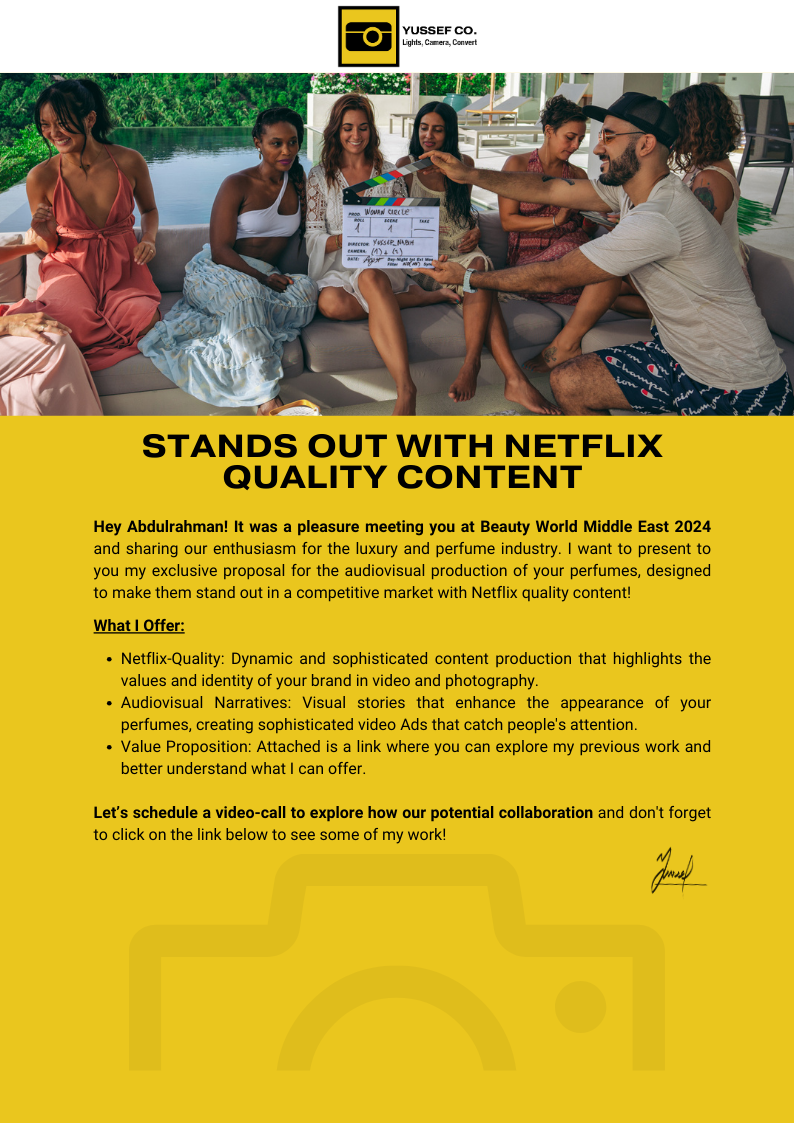 YUSSEF CO.
Lights, Camera, Convert
PROD. WOMAN CIRCLE
ROLL
SCENE
TAKE
1
1
DIRECTOR: YUSSEF
CAMERA:
DATE:
Day Night Int Ext Mos
Filter
Sync
Champion
STANDS OUT WITH NETFLIX
QUALITY CONTENT
Hey Abdulrahman! It was a pleasure meeting you at Beauty World Middle East 2024
and sharing our enthusiasm for the luxury and perfume industry. I want to present to
you my exclusive proposal for the audiovisual production of your perfumes, designed
to make them stand out in a competitive market with Netflix quality content!
What I Offer:
• Netflix-Quality: Dynamic and sophisticated content production that highlights the
values and identity of your brand in video and photography.
• Audiovisual Narratives: Visual stories that enhance the appearance of your
perfumes, creating sophisticated video Ads that catch people's attention.
• Value Proposition: Attached is a link where you can explore my previous work and
better understand what I can offer.
Let’s schedule a video-call to explore how our potential collaboration and don't forget
to click on the link below to see some of my work!